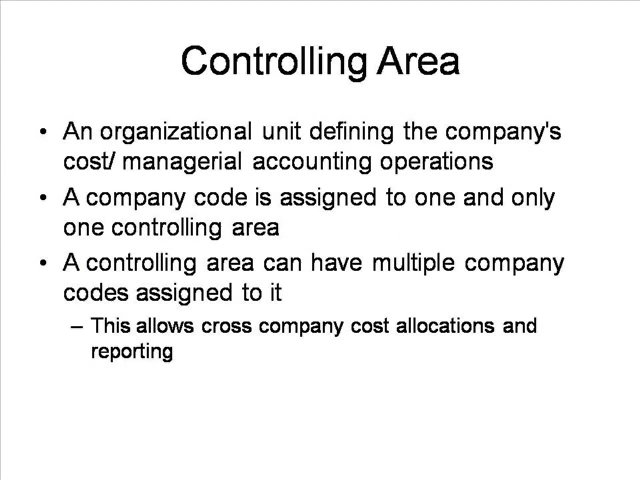 Controlling Area
• An organizational unit defining the company's
cost/ managerial accounting operations
• A company code is assigned to one and only
one controlling area
• A controlling area can have multiple company
codes assigned to it
– This allows cross company cost allocations and
reporting